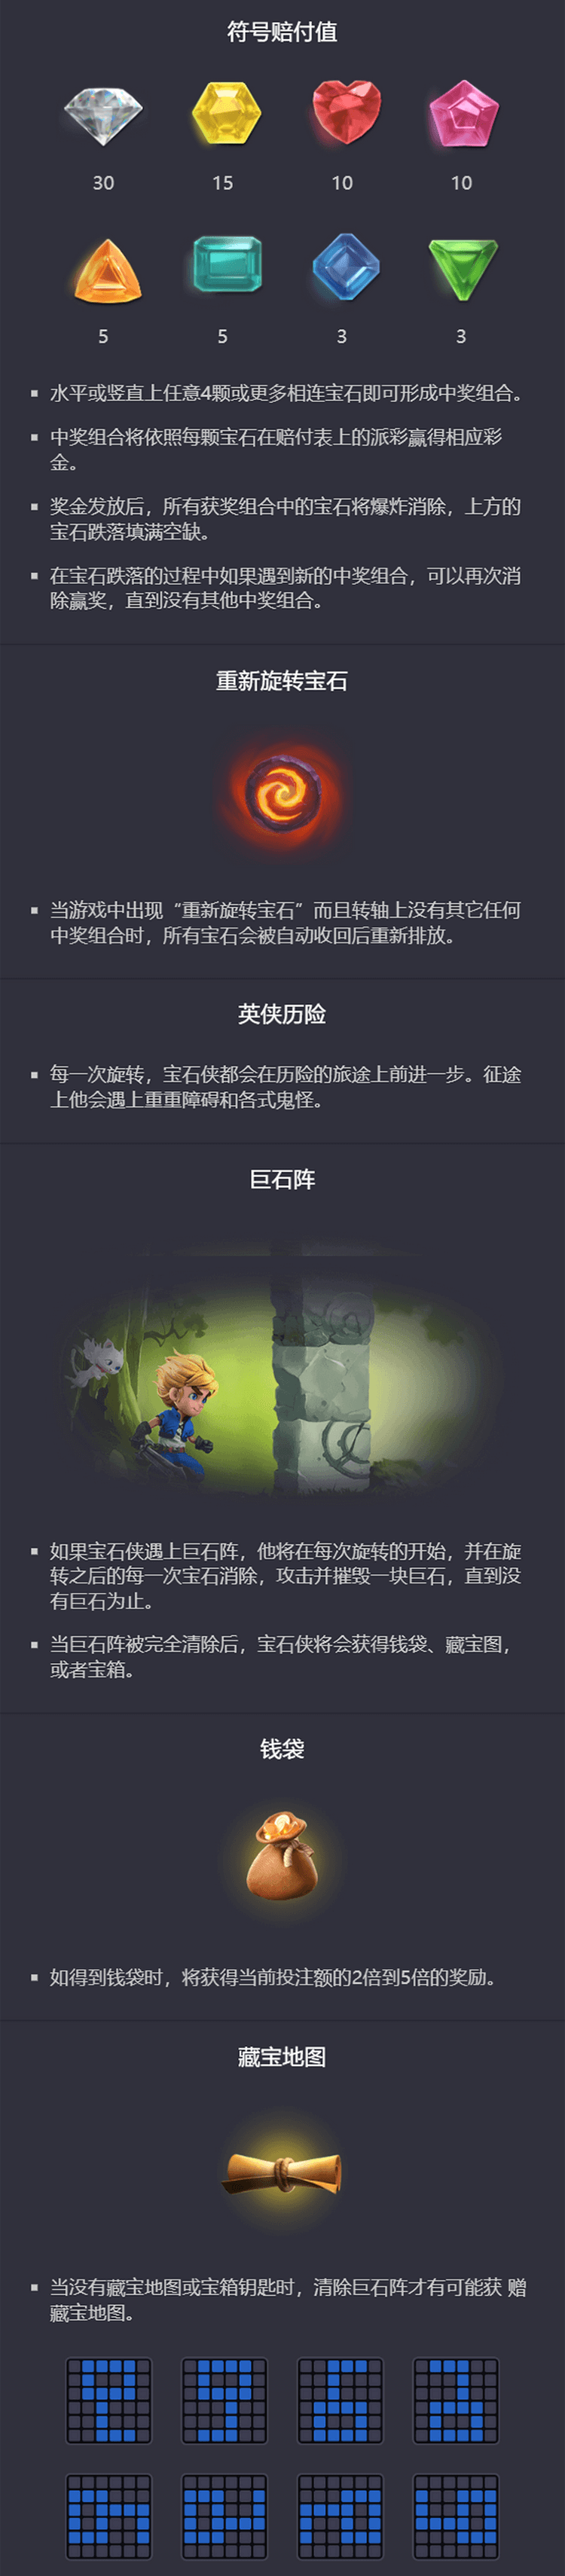 符号赔付值
30 15 10 10
5 5 3 3
▪ 水平或竖直上任意4颗或更多相连宝石即可形成中奖组合。
▪ 中奖组合将依照每颗宝石在赔付表上的派彩赢得相应彩
金。
▪ 奖金发放后，所有获奖组合中的宝石将爆炸消除，上方的
宝石跌落填满空缺。
▪ 在宝石跌落的过程中如果遇到新的中奖组合，可以再次消
除赢奖，直到没有其他中奖组合。
重新旋转宝石
▪ 当游戏中出现“重新旋转宝石”而且转轴上没有其它任何
中奖组合时，所有宝石会被自动收回后重新排放。
英侠历险
▪ 每一次旋转，宝石侠都会在历险的旅途上前进一步。征途
上他会遇上重重障碍和各式鬼怪。
巨石阵
▪ 如果宝石侠遇上巨石阵，他将在每次旋转的开始，并在旋
转之后的每一次宝石消除，攻击并摧毁一块巨石，直到没
有巨石为止。
▪ 当巨石阵被完全清除后，宝石侠将会获得钱袋、藏宝图，
或者宝箱。
钱袋
▪ 如得到钱袋时，将获得当前投注额的2倍到5倍的奖励。
藏宝地图
▪ 当没有藏宝地图或宝箱钥匙时，清除巨石阵才有可能获 赠
藏宝地图。